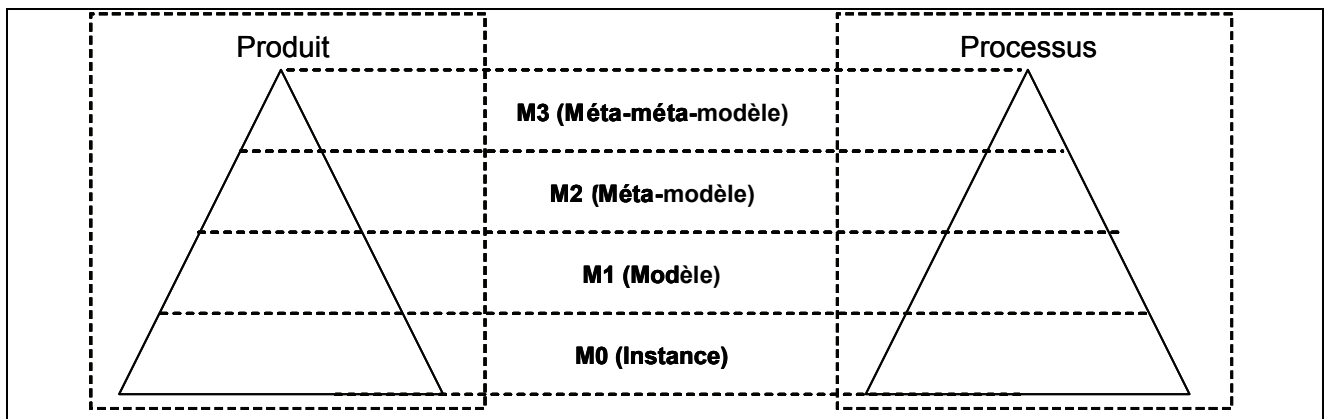 Produit
Processus
M3 (Méta-méta-modèle)
M2 (Méta-modèle)
M1 (Modèle)
M0 (Instance)